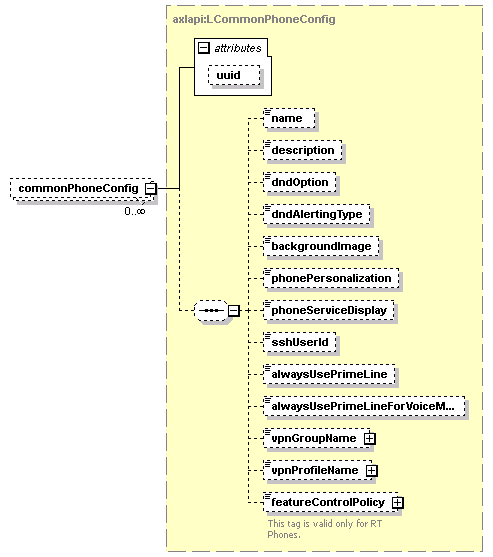 axlapi:LCommonPhoneConfig
attributes
uuid
commonPhoneConfig
0..∞
name
description
dndOption
dndAlertingType
backgroundImage
phonePersonalization
phoneServiceDisplay
sshUserId
alwaysUsePrimeLine
alwaysUsePrimeLineForVoiceM...
vpnGroupName
vpnProfileName
featureControlPolicy
This tag is valid only for RT
Phones.